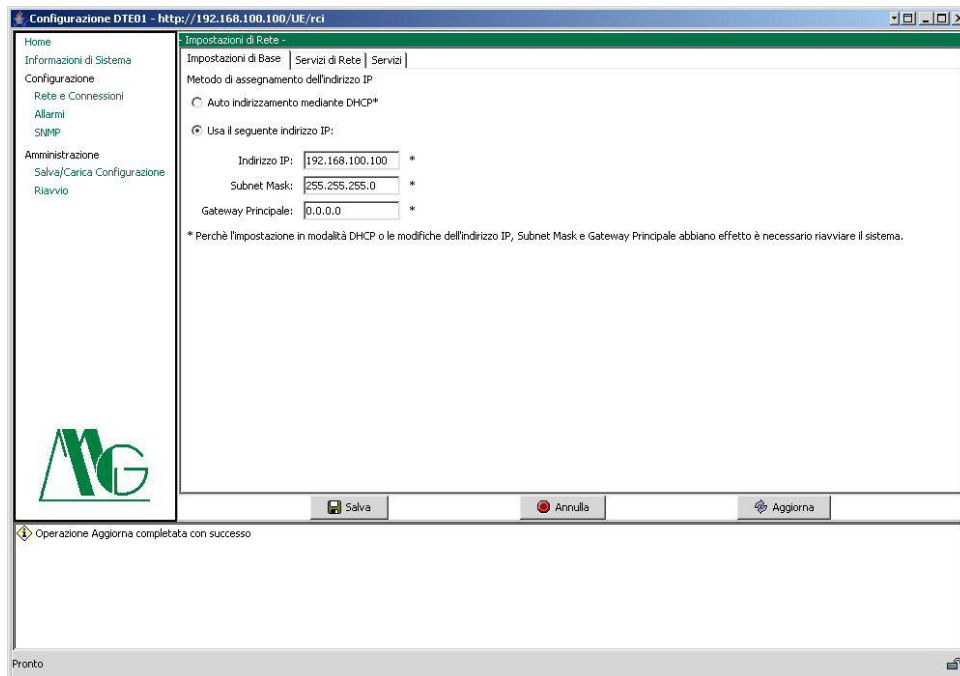 Configurazione DTE01 - http://192.168.100.100/UE/rci
Home
Informazioni di Sistema
Configurazione
Rete e Connessioni
Allarmi
SNMP
Amministrazione
Salva/Carica Configurazione
Riavvio
MG
- Impostazioni di Rete -
Impostazioni di Base Servizi di Rete Servizi
Metodo di assegnamento dell'indirizzo IP
Auto indirizzamento mediante DHCP*
Usa il seguente indirizzo IP:
Indirizzo IP: 192.168.100.100 *
Subnet Mask: 255.255.255.0 *
Gateway Principale: 0.0.0.0 *
* Perchè l'impostazione in modalità DHCP o le modifiche dell'indirizzo IP, Subnet Mask e Gateway Principale abbiano effetto è necessario riavviare il sistema.
Salva Annulla Aggiorna
Operazione Aggiorna completata con successo
Pronto